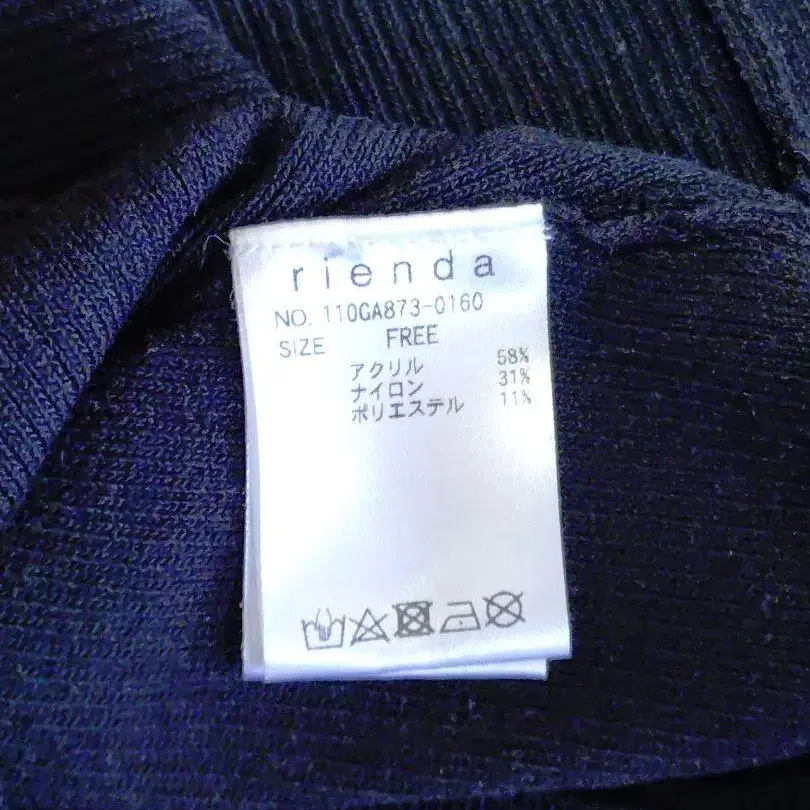 rienda
NO. 110GA873-0160
SIZE FREE
アクリル 58%
ナイロン 31%
ポリエステル 11%